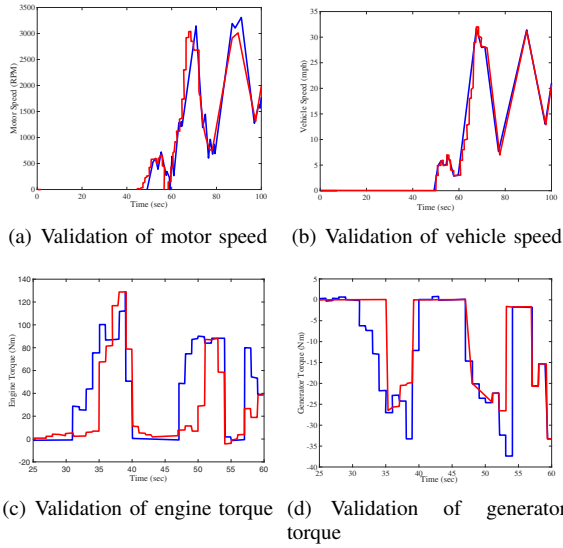 3500
3000
2500
2000
1500
1000
500
0
Motor Speed (RPM)
0 20 40 60 80 100
Time (sec)
35
30
25
20
15
10
5
0
Vehicle Speed (mph)
0 20 40 60 80 100
Time (sec)
(a) Validation of motor speed
(b) Validation of vehicle speed
140
120
100
80
60
40
20
0
-20
Engine Torque (Nm)
25 30 35 40 45 50 55 60
Time (sec)
5
0
-5
-10
-15
-20
-25
-30
-35
-40
Generator Torque (Nm)
25 30 35 40 45 50 55 60
Time (sec)
(c) Validation of engine torque
(d) Validation of generator
torque